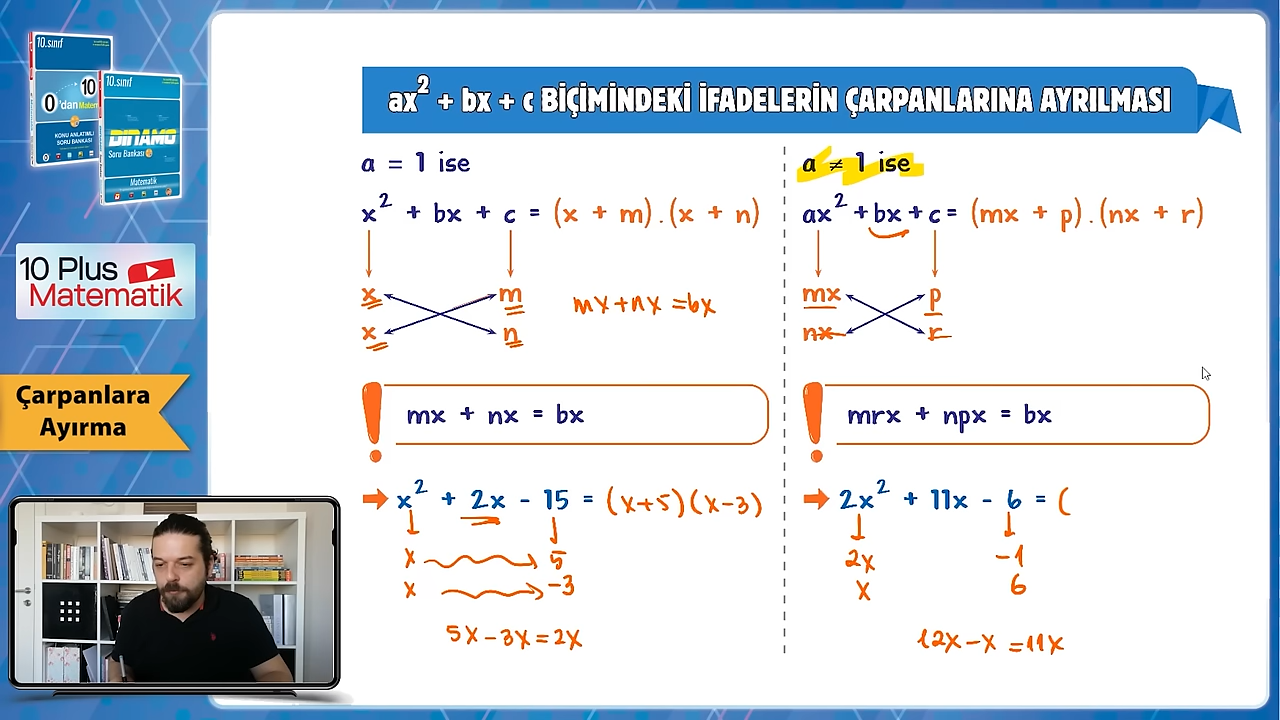 10.sınıf
0'dan 10
Matem
KONU ANLATIMLI
SORU BANKASI
10.sınıf
DİNAMO
Soru Bankası
Matematik
10 Plus
Matematik
Çarpanlara
Ayırma
ax² + bx + c BİÇİMİNDEKİ İFADELERİN ÇARPANLARINA AYRILMASI
a = 1 ise
x² + bx + c = (x + m).(x + n)
x m
x n
mx+nx=bx
mx + nx = bx
x² + 2x - 15 = (x+5)(x-3)
x 5
x -3
5x-3x=2x
a ≠ 1 ise
ax² + bx + c = (mx + p).(nx + r)
mx p
nx r
mrx + npx = bx
2x² + 11x - 6 = (
2x -1
x 6
12x-x=11x